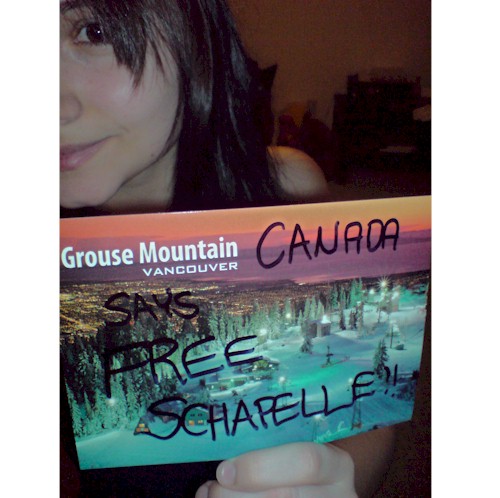 Grouse Mountain
VANCOUVER
CANADA
SAYS
FREE
SCHAPELLE!!